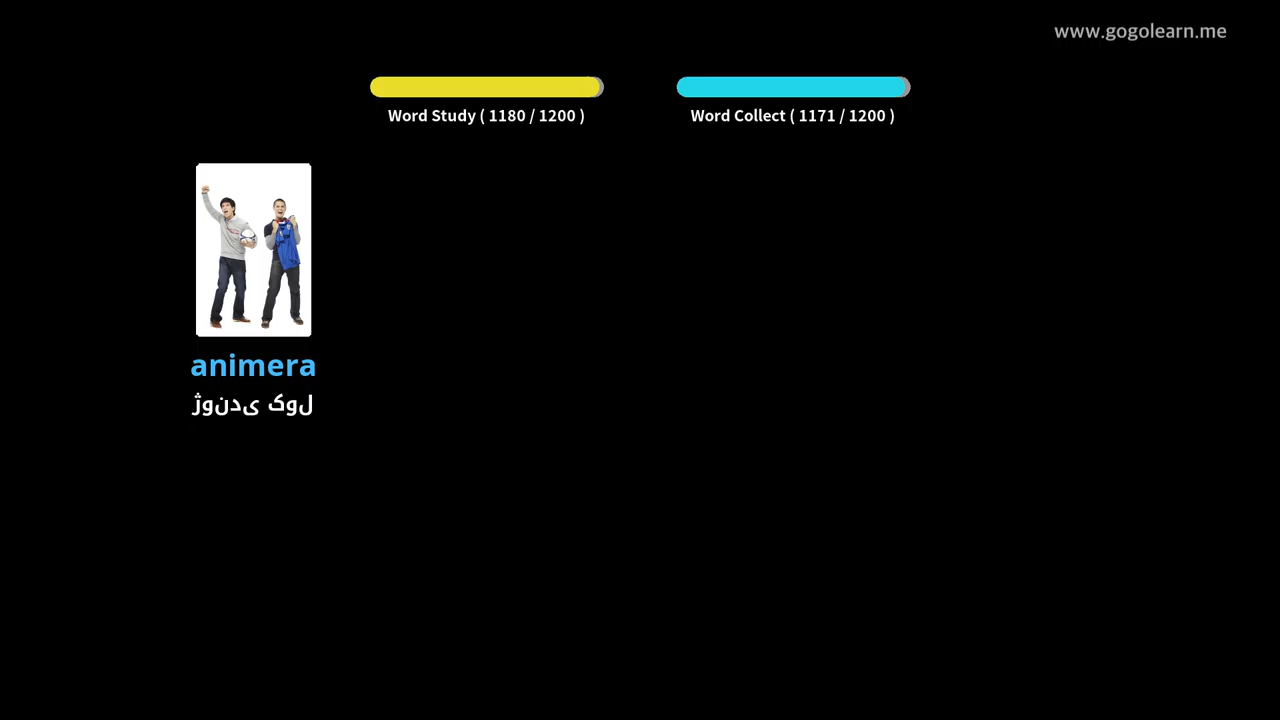 www.gogolearn.me
Word Study ( 1180 / 1200 )
Word Collect ( 1171 / 1200 )
animera
ژوندی کول